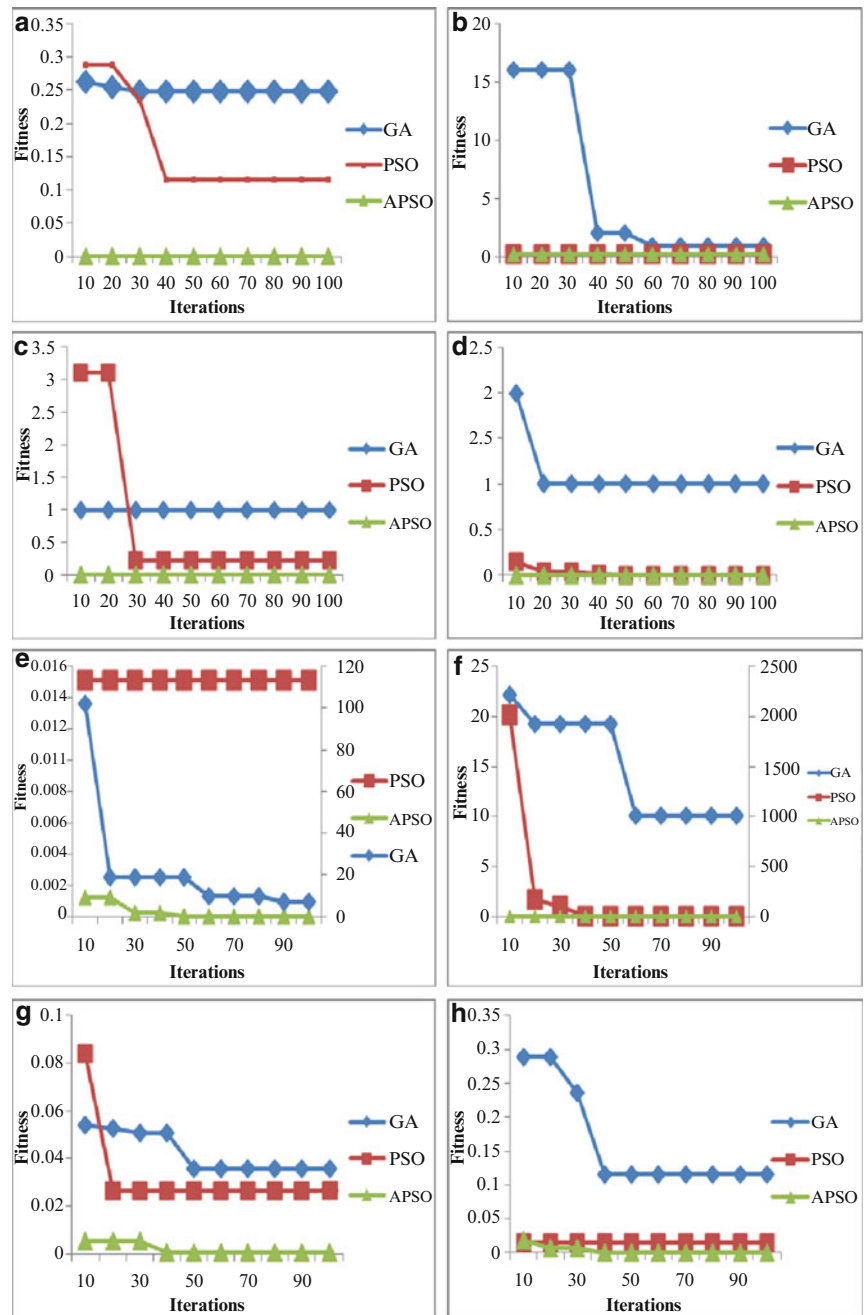 a
0.35
0.3
0.25
0.2
0.15
0.1
0.05
0
Fitness
10 20 30 40 50 60 70 80 90 100
Iterations
GA
PSO
APSO
b
20
15
10
5
0
Fitness
10 20 30 40 50 60 70 80 90 100
Iterations
GA
PSO
APSO
c
3.5
3
2.5
2
1.5
1
0.5
0
Fitness
10 20 30 40 50 60 70 80 90 100
Iterations
GA
PSO
APSO
d
2.5
2
2.5
1
0.5
0
Fitness
10 20 30 40 50 60 70 80 90 100
Iterations
GA
PSO
APSO
e
0.016
0.014
0.012
0.011
0.008
0.006
0.004
0.002
0
Fitness
120
100
80
60
40
20
0
10 30 50 70 90
Iterations
PSO
APSO
GA
f
25
20
15
10
5
0
Fitness
2500
2000
1500
1000
500
0
10 30 50 70 90
Iterations
GA
PSO
APSO
g
0.1
0.08
0.06
0.04
0.02
0
Fitness
10 20 30 40 50 60 70 80 90 100
Iterations
GA
PSO
APSO
h
0.35
0.3
0.25
0.2
0.15
0.1
0.05
0
Fitness
10 30 50 70 90
Iterations
GA
PSO
APSO